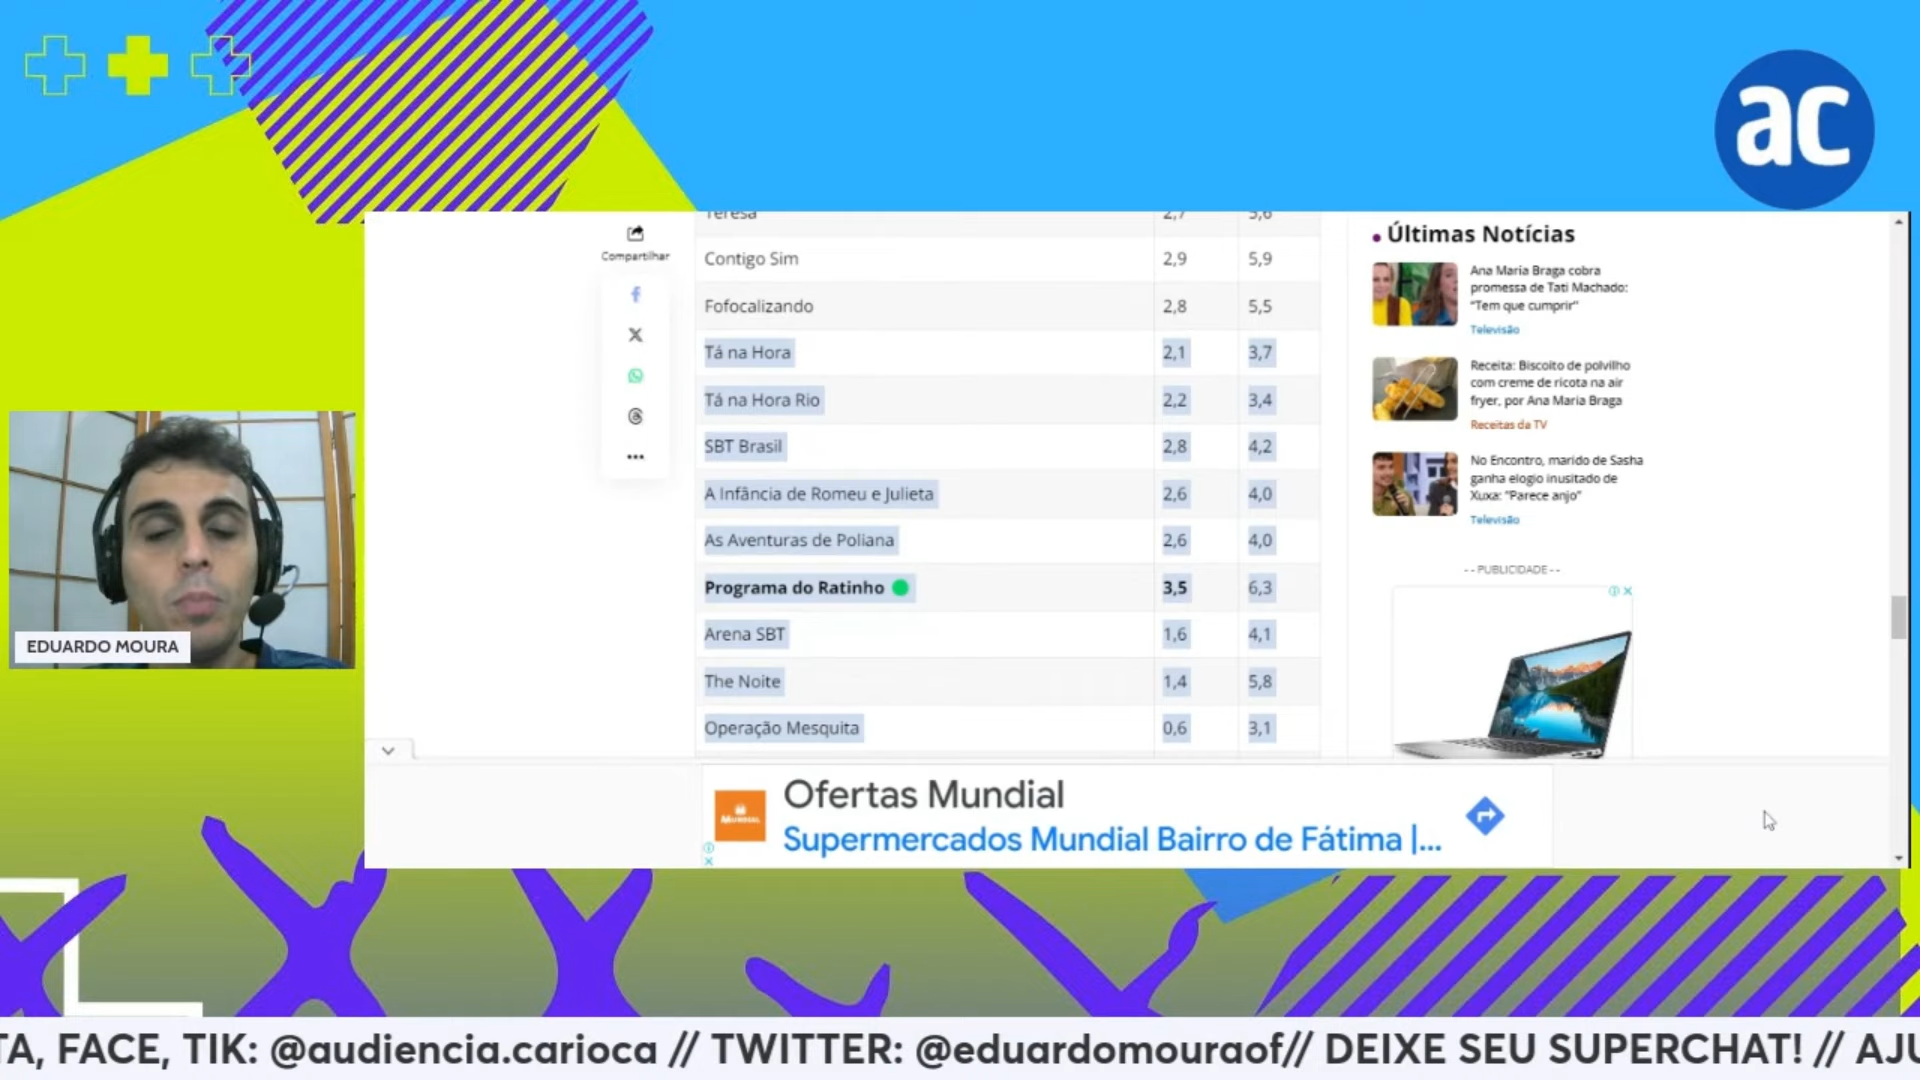 ac
Teresa 2,7 5,6
Compartilhar
Contigo Sim 2,9 5,9
Fofocalizando 2,8 5,5
Tá na Hora 2,1 3,7
Tá na Hora Rio 2,2 3,4
SBT Brasil 2,8 4,2
A Infância de Romeu e Julieta 2,6 4,0
As Aventuras de Poliana 2,6 4,0
Programa do Ratinho 3,5 6,3
Arena SBT 1,6 4,1
The Noite 1,4 5,8
Operação Mesquita 0,6 3,1
Últimas Notícias
Ana Maria Braga cobra
promessa de Tati Machado:
“Tem que cumprir”
Televisão
Receita: Biscoito de polvilho
com creme de ricota na air
fryer, por Ana Maria Braga
Receitas da TV
No Encontro, marido de Sasha
ganha elogio inusitado de
Xuxa: “Parece anjo”
Televisão
--PUBLICIDADE--
EDUARDO MOURA
MUNDIAL
Ofertas Mundial
Supermercados Mundial Bairro de Fátima |...
TA, FACE, TIK: @audiencia.carioca // TWITTER: @eduardomouraof// DEIXE SEU SUPERCHAT! // AJU